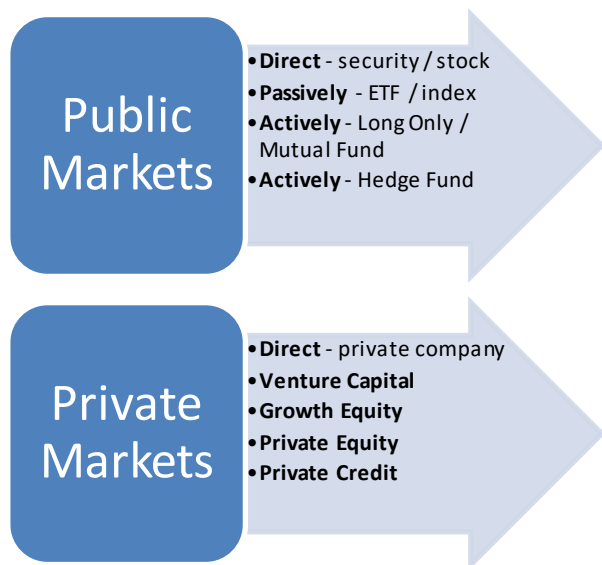 Public
Markets
•Direct - security / stock
•Passively - ETF / index
•Actively - Long Only /
Mutual Fund
•Actively - Hedge Fund
Private
Markets
•Direct - private company
•Venture Capital
•Growth Equity
•Private Equity
•Private Credit